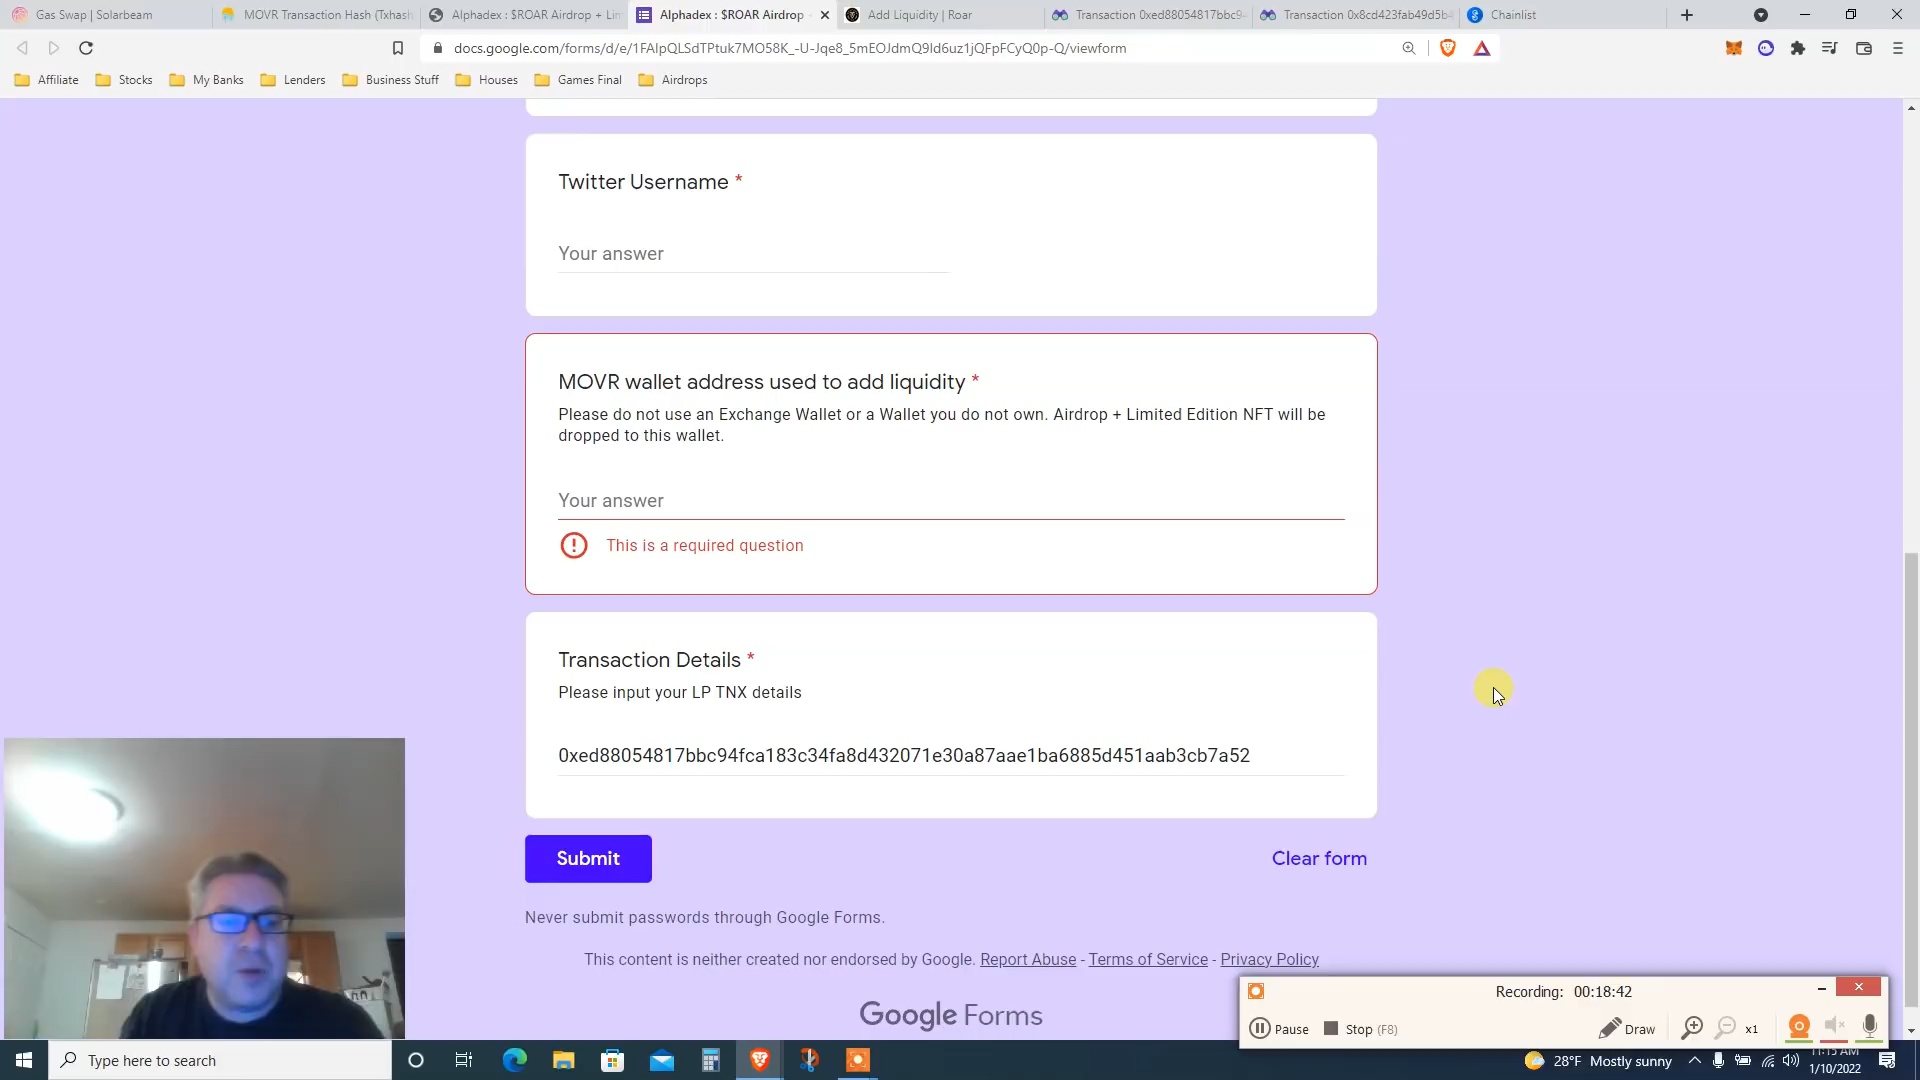 Gas Swap | Solarbeam
MOVR Transaction Hash (Txhash
Alphadex : $ROAR Airdrop + Lim
Alphadex : $ROAR Airdrop
Add Liquidity | Roar
Transaction 0xed88054817bbc9
Transaction 0x8cd423fab49d5b
Chainlist
docs.google.com/forms/d/e/1FAIpQLSdTPtuk7MO58K_-U-Jqe8_5mEOJdmQ9Id6uz1jQFpFCyQ0p-Q/viewform
Affiliate
Stocks
My Banks
Lenders
Business Stuff
Houses
Games Final
Airdrops
Twitter Username *
Your answer
MOVR wallet address used to add liquidity *
Please do not use an Exchange Wallet or a Wallet you do not own. Airdrop + Limited Edition NFT will be
dropped to this wallet.
Your answer
This is a required question
Transaction Details *
Please input your LP TNX details
0xed88054817bbc94fca183c34fa8d432071e30a87aae1ba6885d451aab3cb7a52
Submit
Clear form
Never submit passwords through Google Forms.
This content is neither created nor endorsed by Google. Report Abuse - Terms of Service - Privacy Policy
Google Forms
Recording: 00:18:42
Pause
Stop (F8)
Draw
x1
Type here to search
28°F Mostly sunny
11:15 AM
1/10/2022